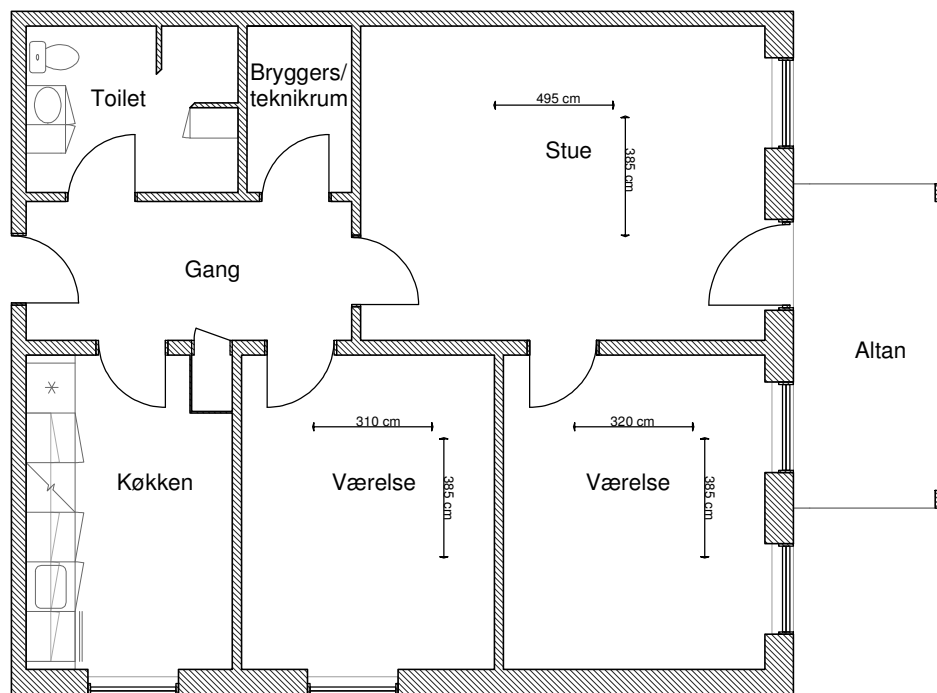 Toilet
Bryggers/
teknikrum
495 cm
385 cm
Stue
Gang
Altan
Køkken
310 cm
385 cm
Værelse
320 cm
385 cm
Værelse